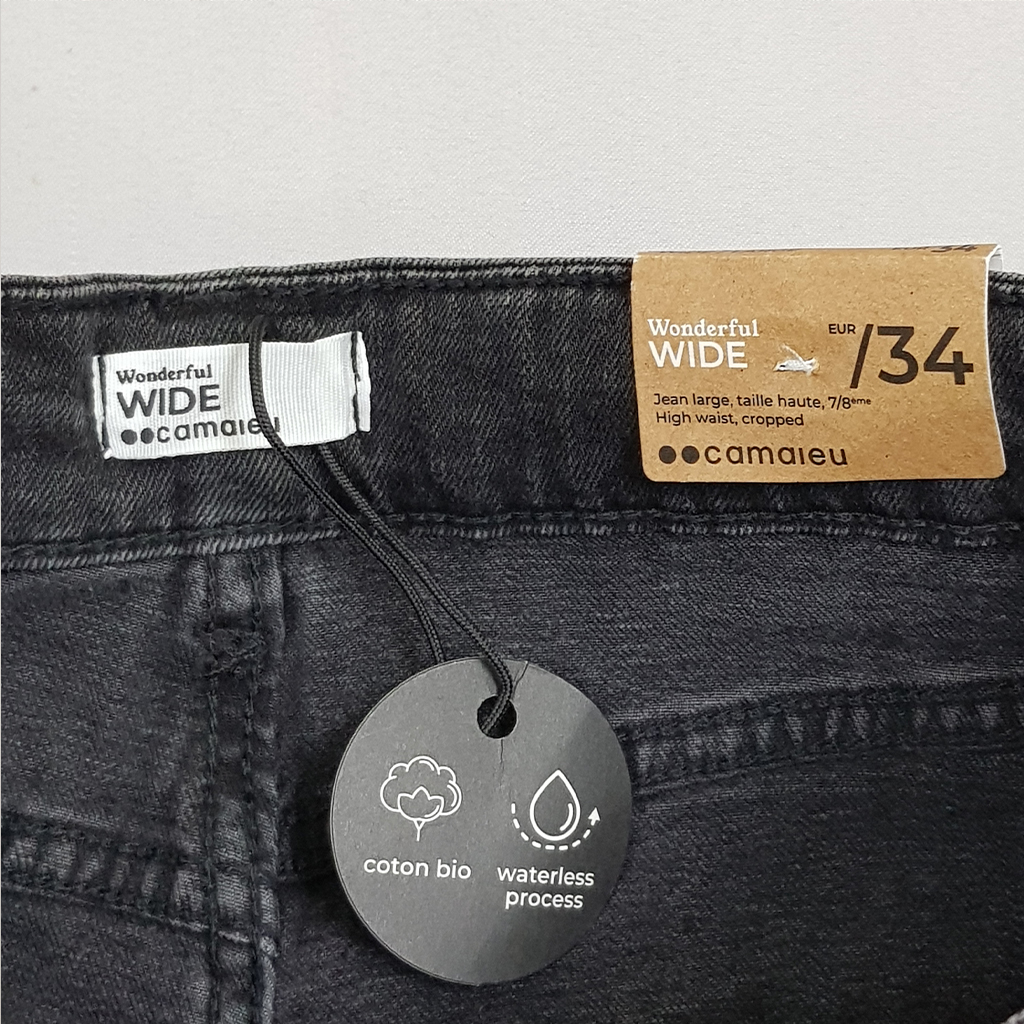 Wonderful
WIDE
camaieu
Wonderful
WIDE
EUR
/34
Jean large, taille haute, 7/8ème
High waist, cropped
camaieu
coton bio
waterless
process